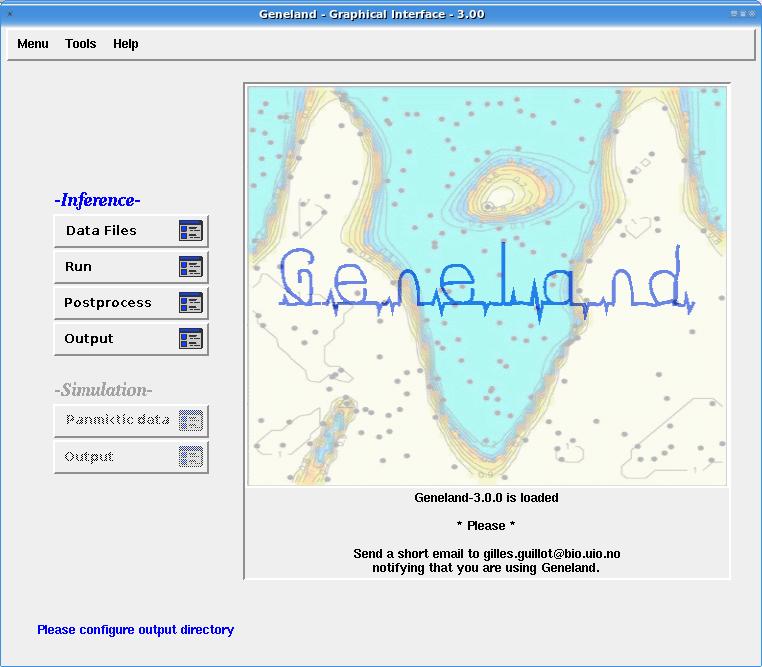 Geneland - Graphical Interface - 3.00
Menu Tools Help
-Inference-
Data Files
Run
Postprocess
Output
-Simulation-
Panmictic data
Output
Geneland
Geneland-3.0.0 is loaded
* Please *
Send a short email to gilles.guillot@bio.uio.no
notifying that you are using Geneland.
Please configure output directory